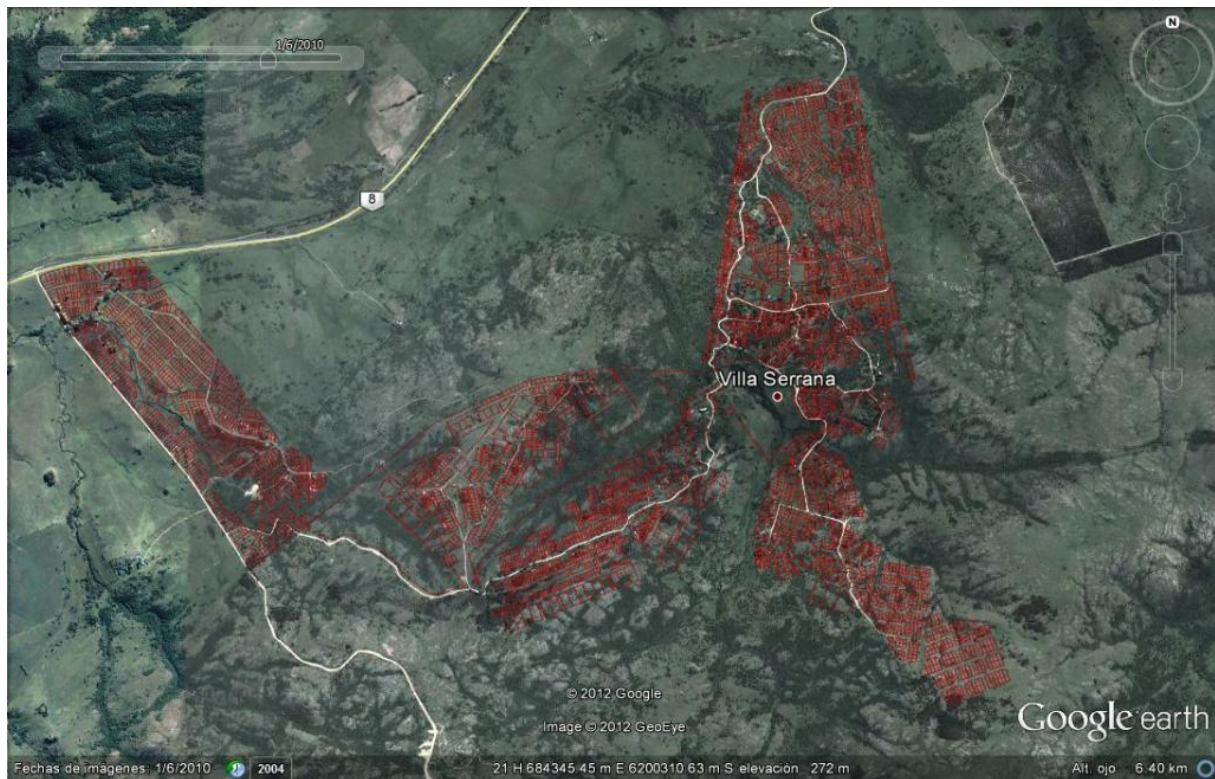 1/6/2010
N
8
Villa Serrana
© 2012 Google
Image © 2012 GeoEye
Google earth
Fechas de imágenes: 1/6/2010 2004 21 H 684345.45 m E 6200310.63 m S elevación 272 m Alt. ojo 6.40 km